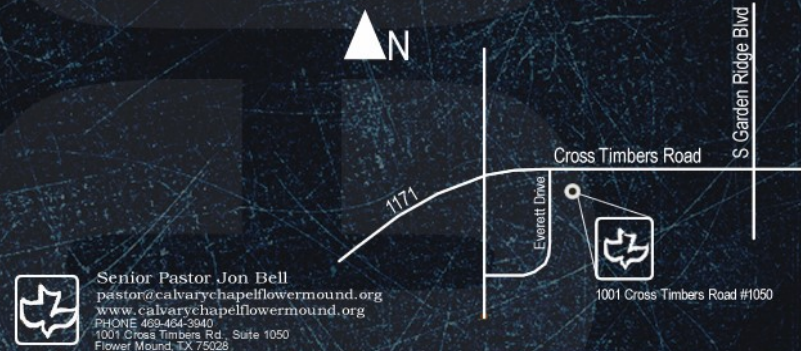 N
S Garden Ridge Blvd
Cross Timbers Road
1171
Everett Drive
1001 Cross Timbers Road #1050
Senior Pastor Jon Bell
pastor@calvarychapelflowermound.org
www.calvarychapelflowermound.org
PHONE 469-464-3940
1001 Cross Timbers Rd., Suite 1050
Flower Mound, TX 75028